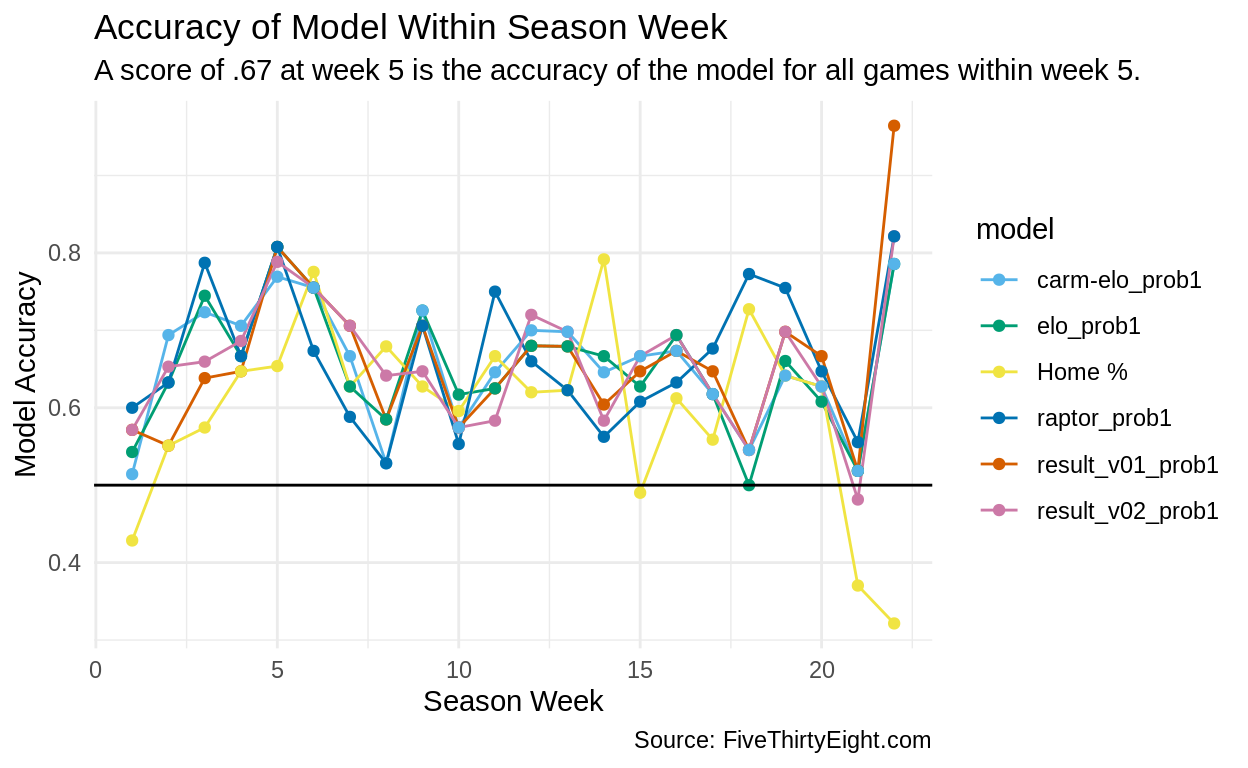 Accuracy of Model Within Season Week
A score of .67 at week 5 is the accuracy of the model for all games within week 5.
Model Accuracy
0.8
0.6
0.4
0 5 10 15 20
Season Week
model
carm-elo_prob1
elo_prob1
Home %
raptor_prob1
result_v01_prob1
result_v02_prob1
Source: FiveThirtyEight.com